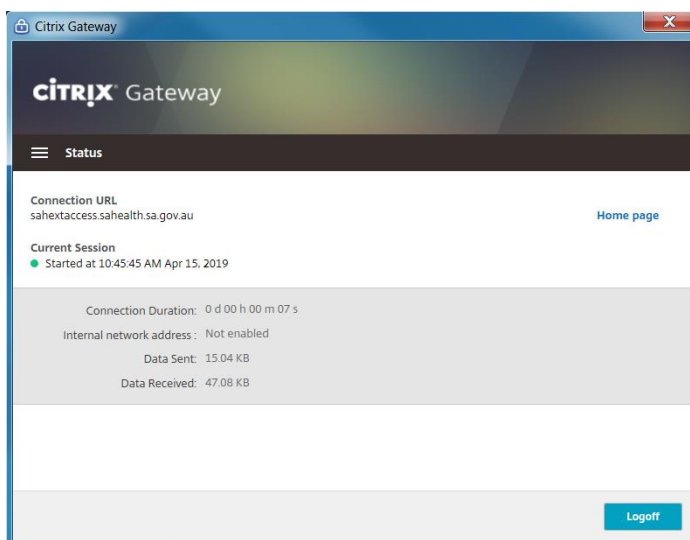 Citrix Gateway
CİTRIX Gateway
Status
Connection URL
sahextaccess.sahealth.sa.gov.au
Home page
Current Session
Started at 10:45:45 AM Apr 15, 2019
Connection Duration: 0 d 00 h 00 m 07 s
Internal network address : Not enabled
Data Sent: 15.04 KB
Data Received: 47.08 KB
Logoff